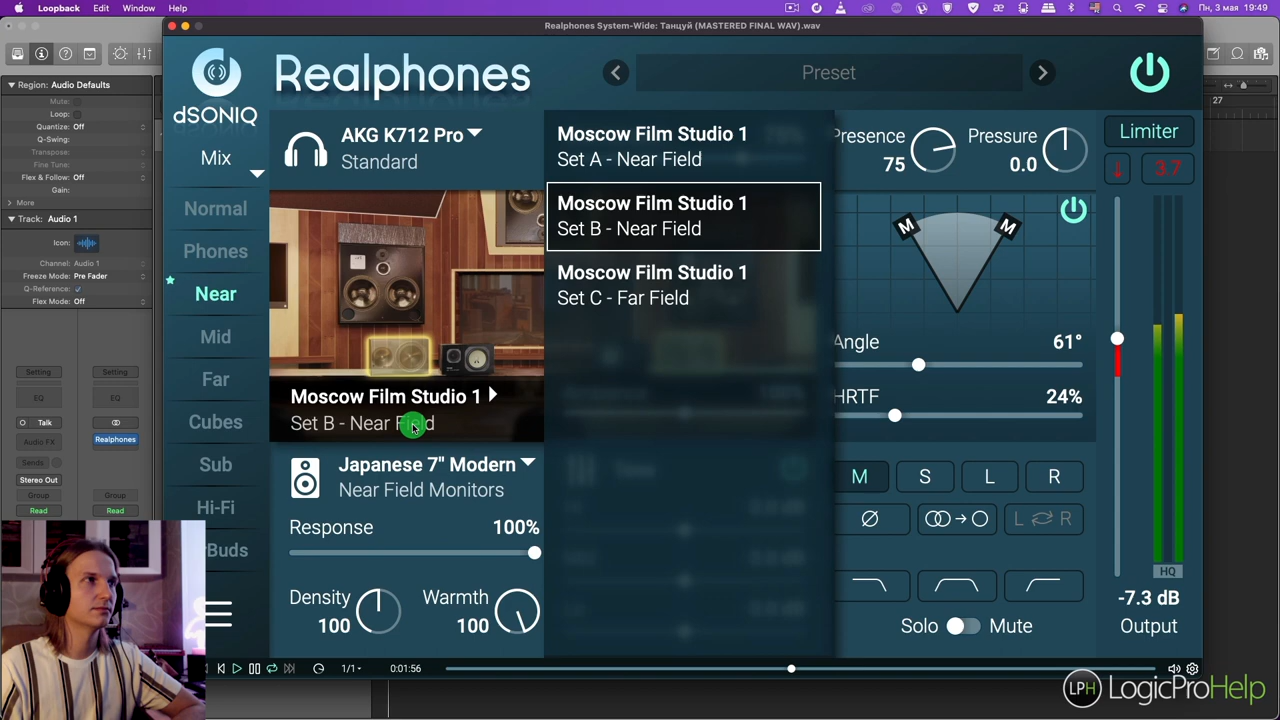 Loopback
Edit
Window
Help
Пн, 3 мая 19:49
Realphones System-Wide: Танцуй (MASTERED FINAL WAV).wav
Region: Audio Defaults
Mute:
Loop:
Quantize: Off
Q-Swing:
Transpose:
Fine Tune:
Flex & Follow: Off
Gain:
More
Track: Audio 1
Icon:
Channel: Audio 1
Freeze Mode: Pre Fader
Q-Reference:
Flex Mode: Off
Setting
Setting
EQ
EQ
Talk
Audio FX
Realphones
Sends
Stereo Out
Group
Group
Read
Read
dSONIQ
Realphones
Preset
Mix
Normal
Phones
Near
Mid
Far
Cubes
Sub
Hi-Fi
Buds
AKG K712 Pro
Standard
Moscow Film Studio 1
Set B - Near Field
Japanese 7" Modern
Near Field Monitors
Response
100%
Density
100
Warmth
100
Moscow Film Studio 1
Set A - Near Field
Moscow Film Studio 1
Set B - Near Field
Moscow Film Studio 1
Set C - Far Field
Presence
75
Pressure
0.0
M
M
Angle
61°
HRTF
24%
M
S
L
R
L
R
Solo
Mute
Limiter
3.7
HQ
-7.3 dB
Output
27
1/1
0:01:56
LPH LogicProHelp